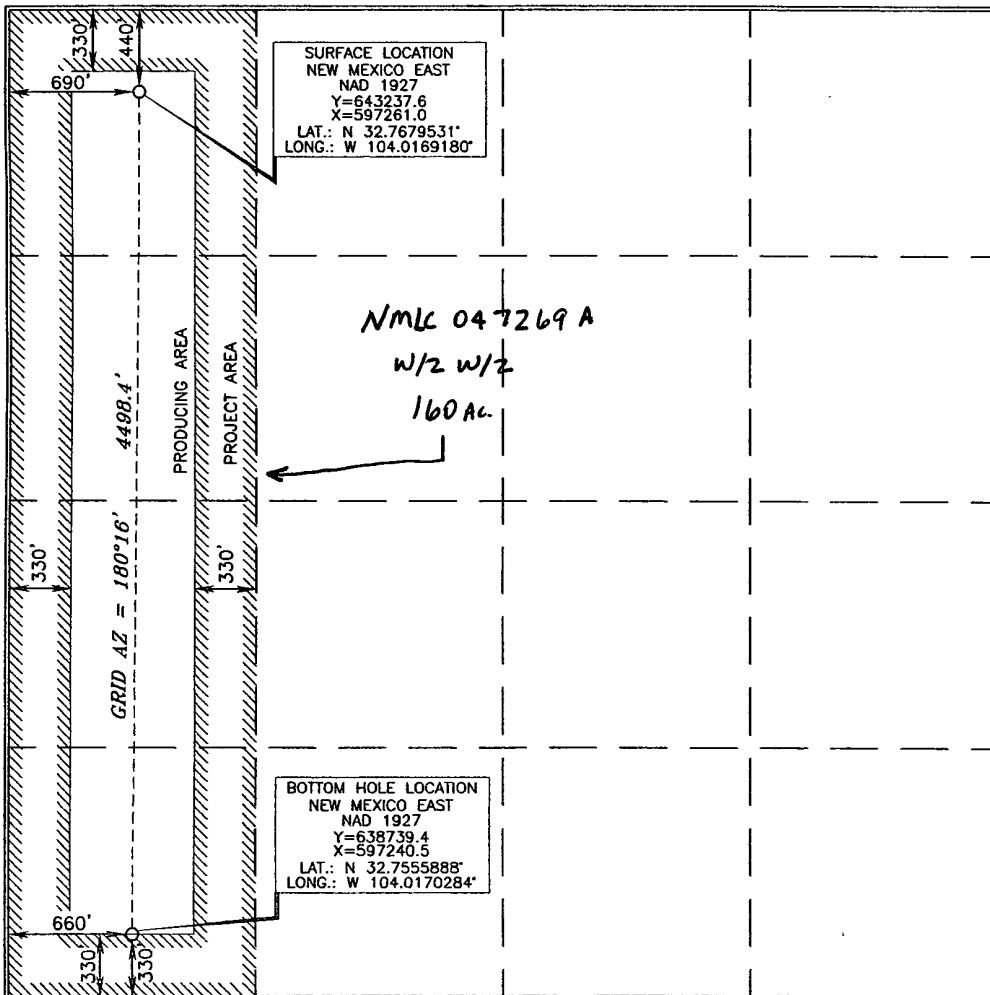 330'
440'
690'
SURFACE LOCATION
NEW MEXICO EAST
NAD 1927
Y=643237.6
X=597261.0
LAT.: N 32.7679531°
LONG.: W 104.0169180°
NMLC 047269 A
W/2 W/2
160 AC.
PRODUCING AREA
PROJECT AREA
4498.4'
GRID AZ = 180°16'
330'
330'
BOTTOM HOLE LOCATION
NEW MEXICO EAST
NAD 1927
Y=638739.4
X=597240.5
LAT.: N 32.7555888°
LONG.: W 104.0170284°
660'
330'
330'